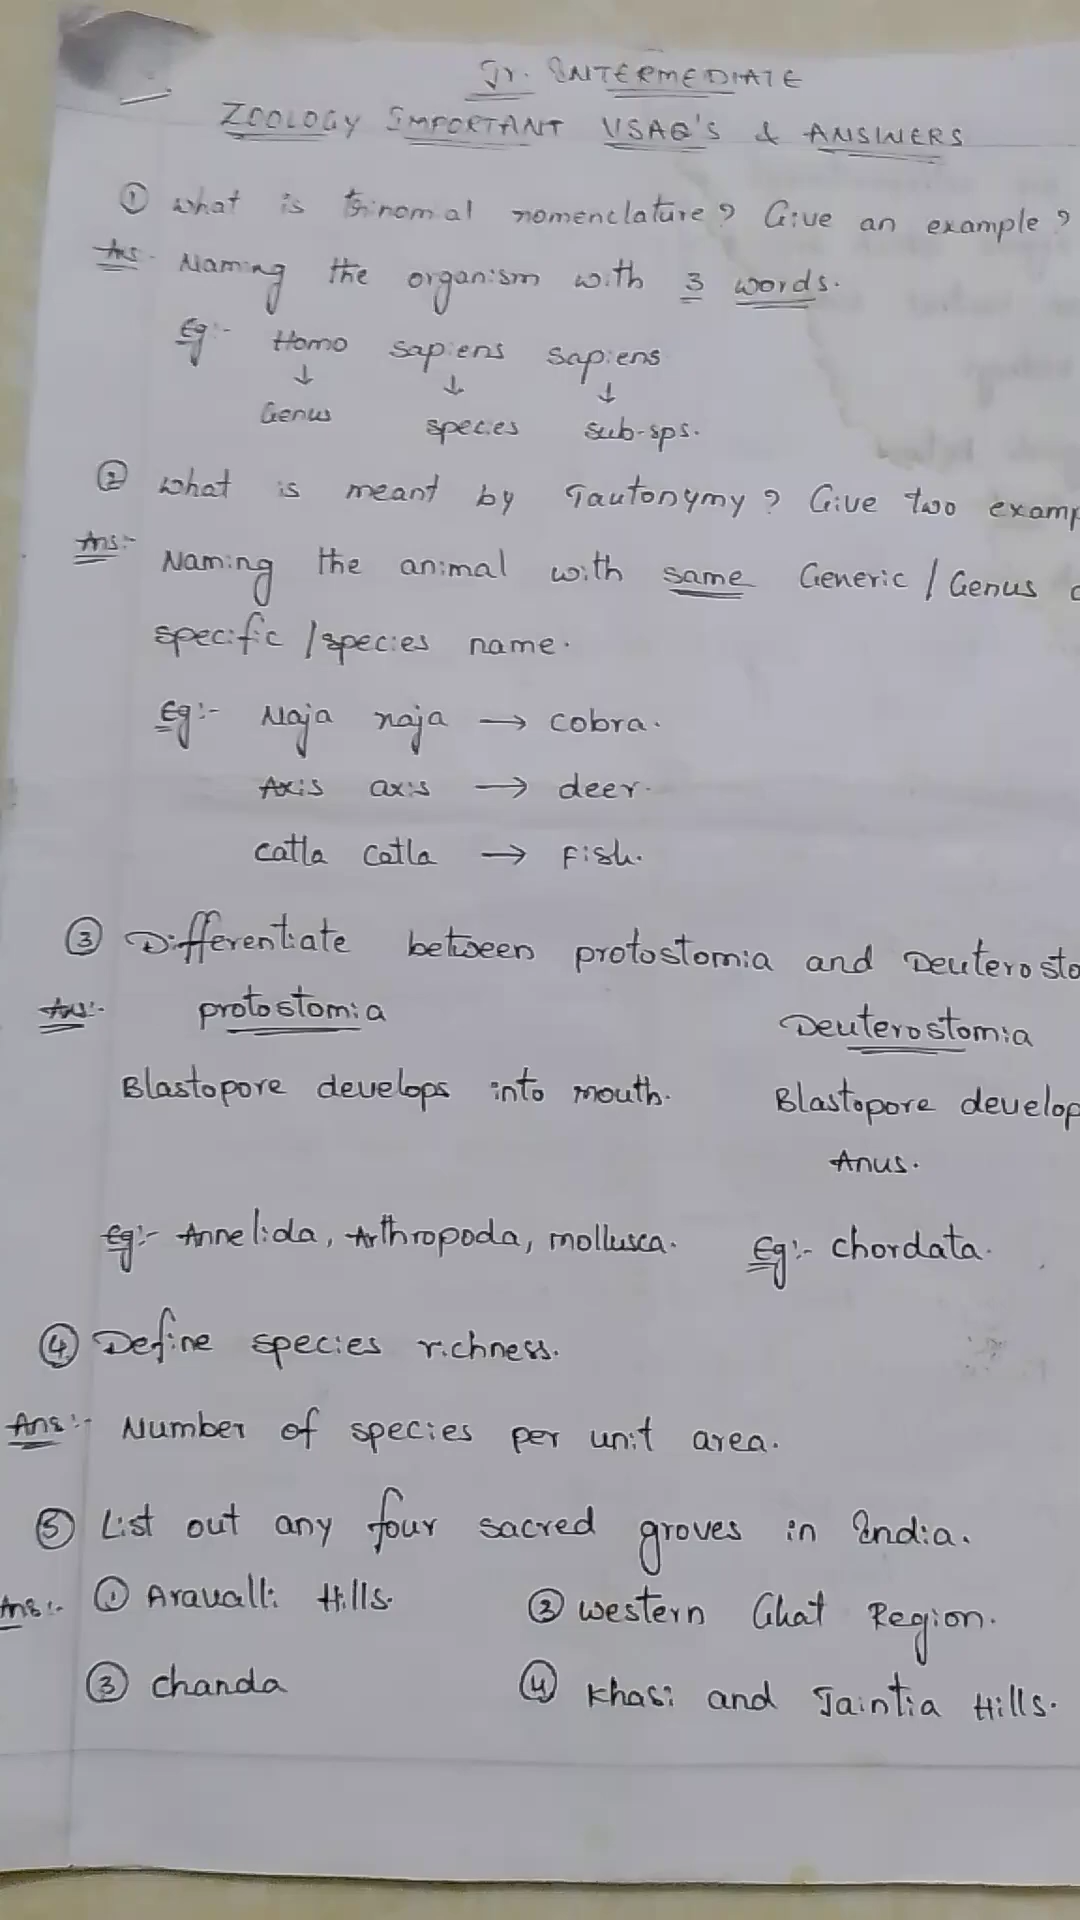 Jr. INTERMEDIATE
ZOOLOGY IMPORTANT VSAQ'S & ANSWERS
① what is trinomial nomenclature? Give an example?
Ans:- Naming the organism with 3 words.
Eg:- Homo sapiens sapiens
↓ ↓ ↓
Genus species sub-sps.
② what is meant by Tautonymy? Give two examp
Ans:- Naming the animal with same Generic / Genus
specific / species name.
Eg:- Naja naja → cobra.
Axis axis → deer.
catla catla → Fish.
③ Differentiate between protostomia and Deuterosto
Ans:- protostomia Deuterostomia
Blastopore develops into mouth. Blastopore develop
Anus.
Eg:- Annelida, Arthropoda, mollusca. Eg:- chordata.
④ Define species richness.
Ans:- Number of species per unit area.
⑤ List out any four sacred groves in India.
Ans:- ① Aravalli Hills. ② western Ghat Region.
③ chanda ④ Khasi and Jaintia Hills.